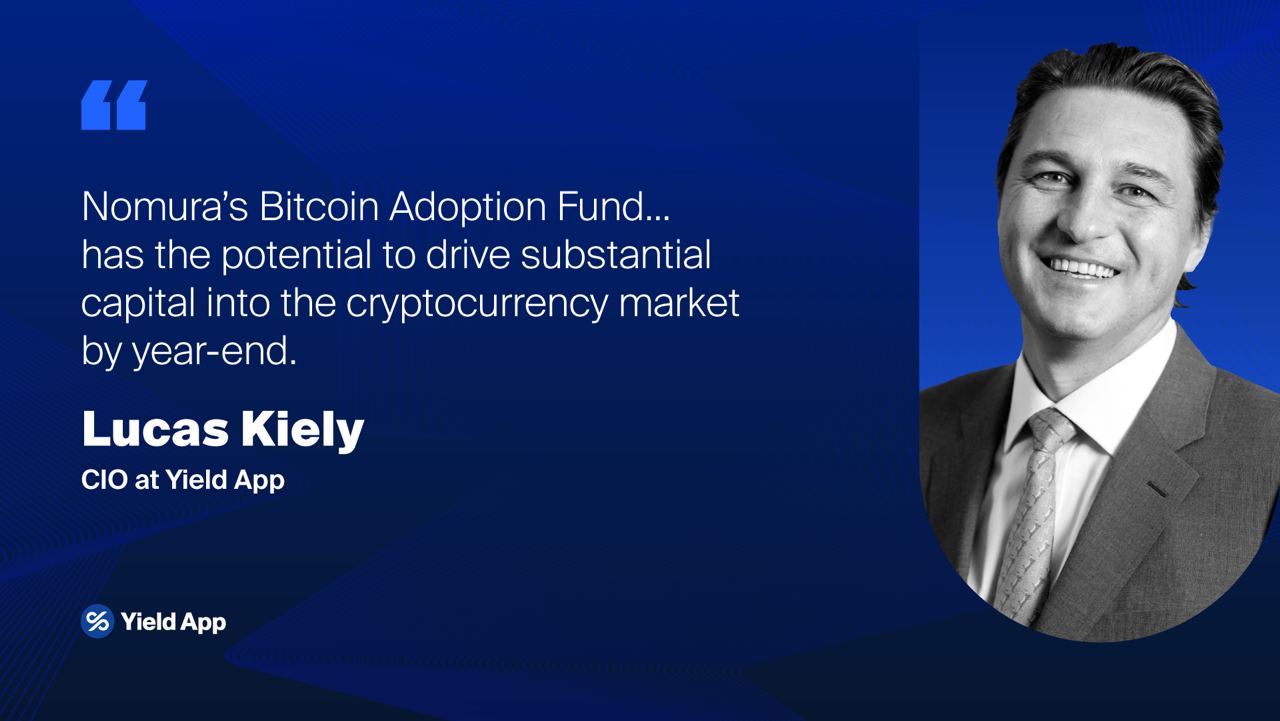 “
Nomura’s Bitcoin Adoption Fund...
has the potential to drive substantial
capital into the cryptocurrency market
by year-end.
Lucas Kiely
CIO at Yield App
Yield App